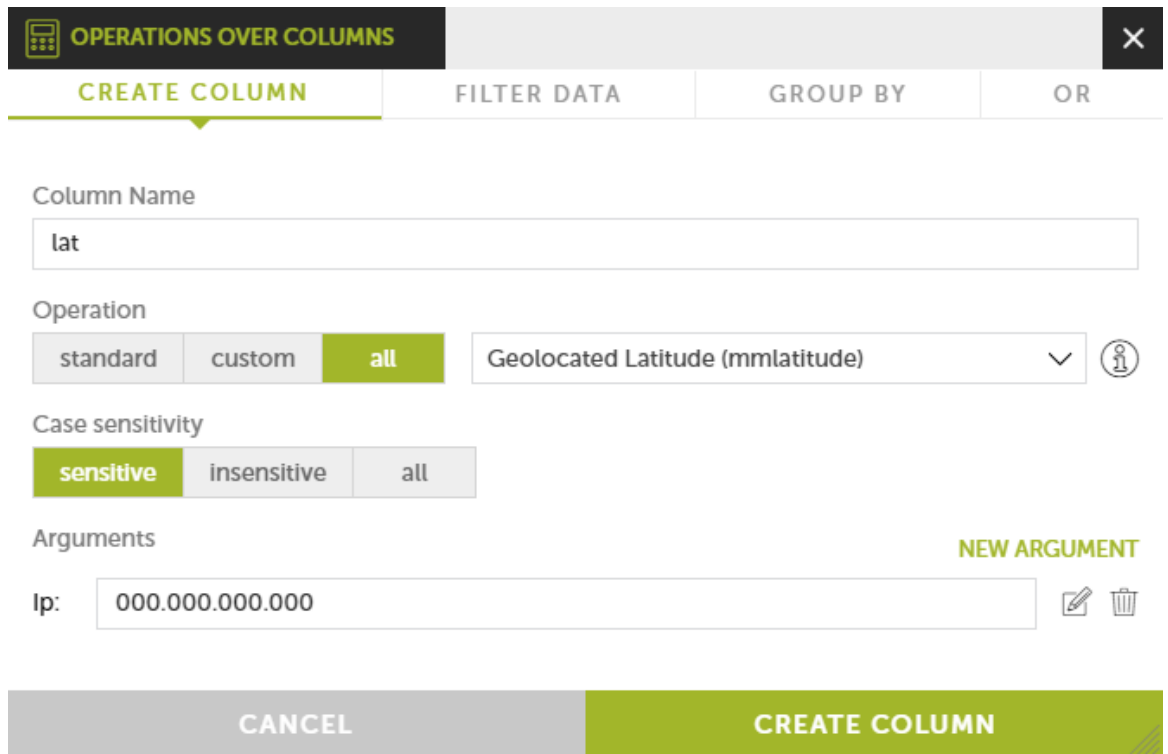 OPERATIONS OVER COLUMNS
CREATE COLUMN FILTER DATA GROUP BY OR
Column Name
lat
Operation
standard custom all Geolocated Latitude (mmlatitude)
Case sensitivity
sensitive insensitive all
Arguments NEW ARGUMENT
Ip: 000.000.000.000
CANCEL CREATE COLUMN